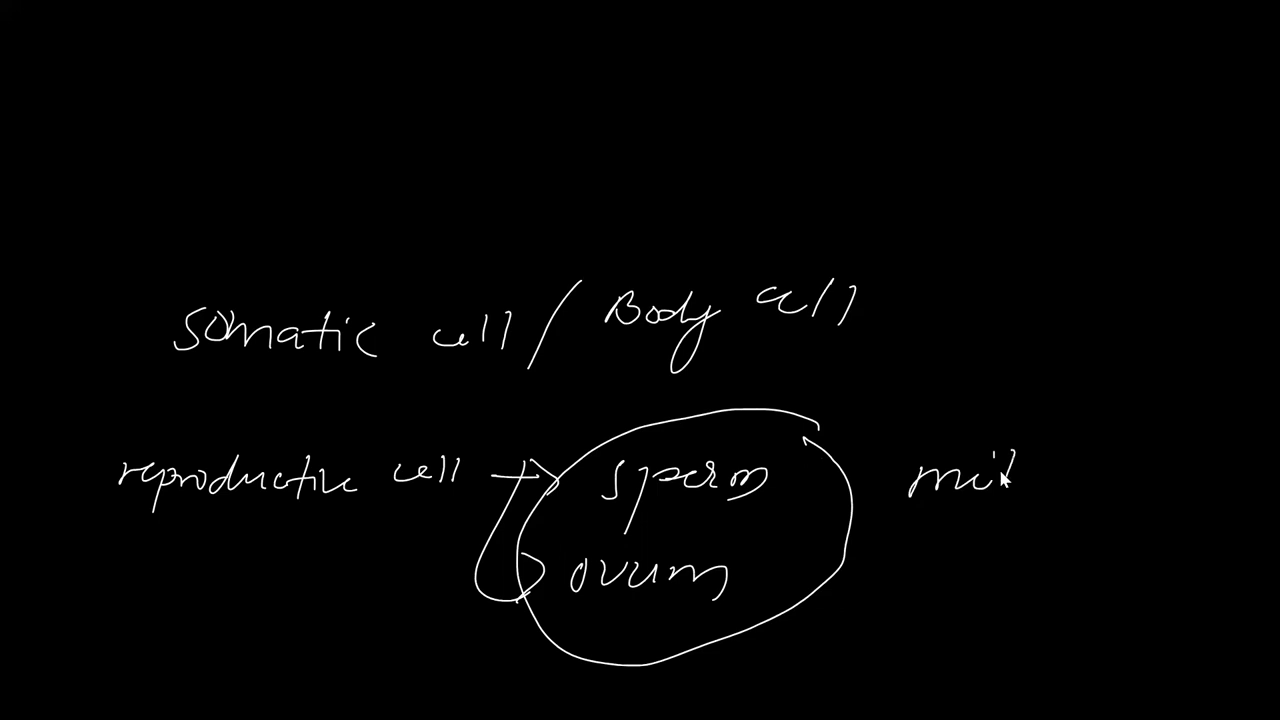 Somatic cell / Body cell
reproductive cell → sperm
ovum